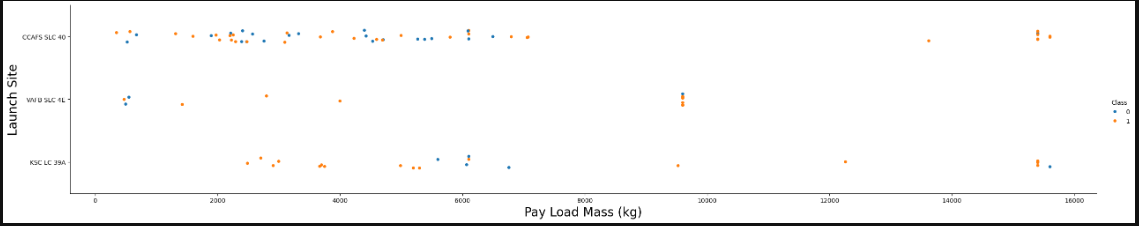 Launch Site
CCAFS SLC 40
VAFB SLC 4E
KSC LC 39A
0 2000 4000 6000 8000 10000 12000 14000 16000
Pay Load Mass (kg)
Class
0
1